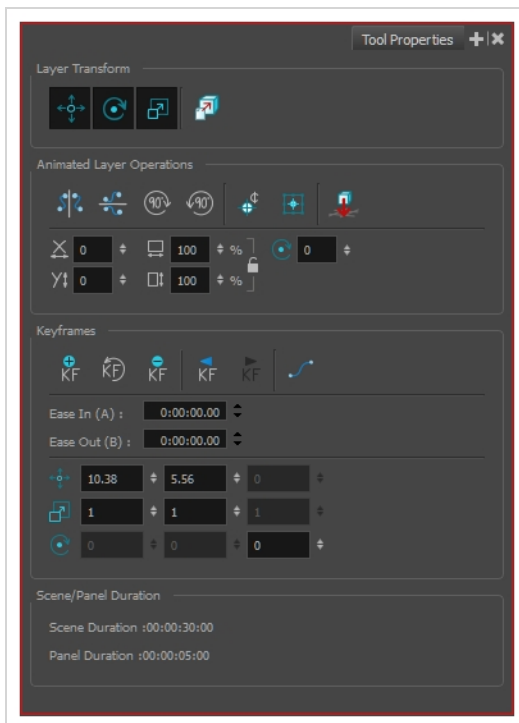 Tool Properties
Layer Transform
Animated Layer Operations
90° 90° ¢
X 0 100 % 0
Y 0 100 %
Keyframes
KF KF KF KF KF
Ease In (A) : 0:00:00.00
Ease Out (B) : 0:00:00.00
10.38 5.56 0
1 1 1
0 0 0
Scene/Panel Duration
Scene Duration :00:00:30:00
Panel Duration :00:00:05:00